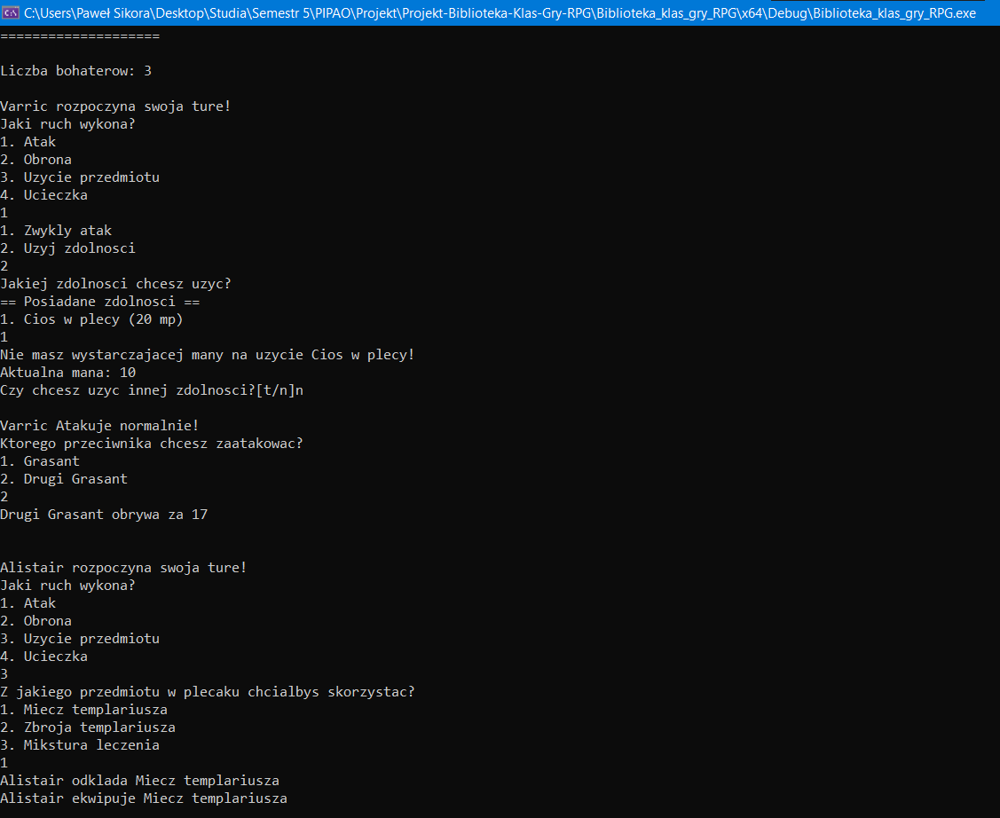 C:\Users\Paweł Sikora\Desktop\Studia\Semestr 5\PIPAO\Projekt\Projekt-Biblioteka-Klas-Gry-RPG\Biblioteka_klas_gry_RPG\x64\Debug\Biblioteka_klas_gry_RPG.exe
====================
Liczba bohaterow: 3
Varric rozpoczyna swoja ture!
Jaki ruch wykona?
1. Atak
2. Obrona
3. Uzycie przedmiotu
4. Ucieczka
1
1. Zwykly atak
2. Uzyj zdolnosci
2
Jakiej zdolnosci chcesz uzyc?
== Posiadane zdolnosci ==
1. Cios w plecy (20 mp)
1
Nie masz wystarczajacej many na uzycie Cios w plecy!
Aktualna mana: 10
Czy chcesz uzyc innej zdolnosci?[t/n]n
Varric Atakuje normalnie!
Ktorego przeciwnika chcesz zaatakowac?
1. Grasant
2. Drugi Grasant
2
Drugi Grasant obrywa za 17
Alistair rozpoczyna swoja ture!
Jaki ruch wykona?
1. Atak
2. Obrona
3. Uzycie przedmiotu
4. Ucieczka
3
Z jakiego przedmiotu w plecaku chcialbys skorzystac?
1. Miecz templariusza
2. Zbroja templariusza
3. Mikstura leczenia
1
Alistair odklada Miecz templariusza
Alistair ekwipuje Miecz templariusza